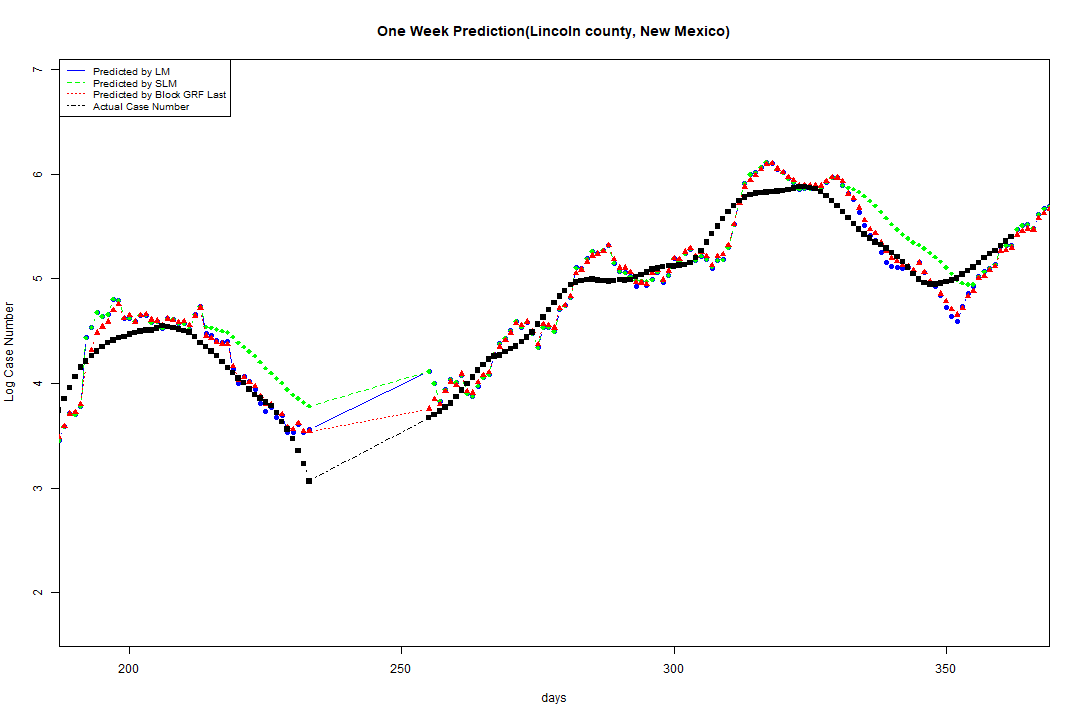 One Week Prediction(Lincoln county, New Mexico)
Predicted by LM
Predicted by SLM
Predicted by Block GRF Last
Actual Case Number
Log Case Number
7
6
5
4
3
2
200
250
300
350
days